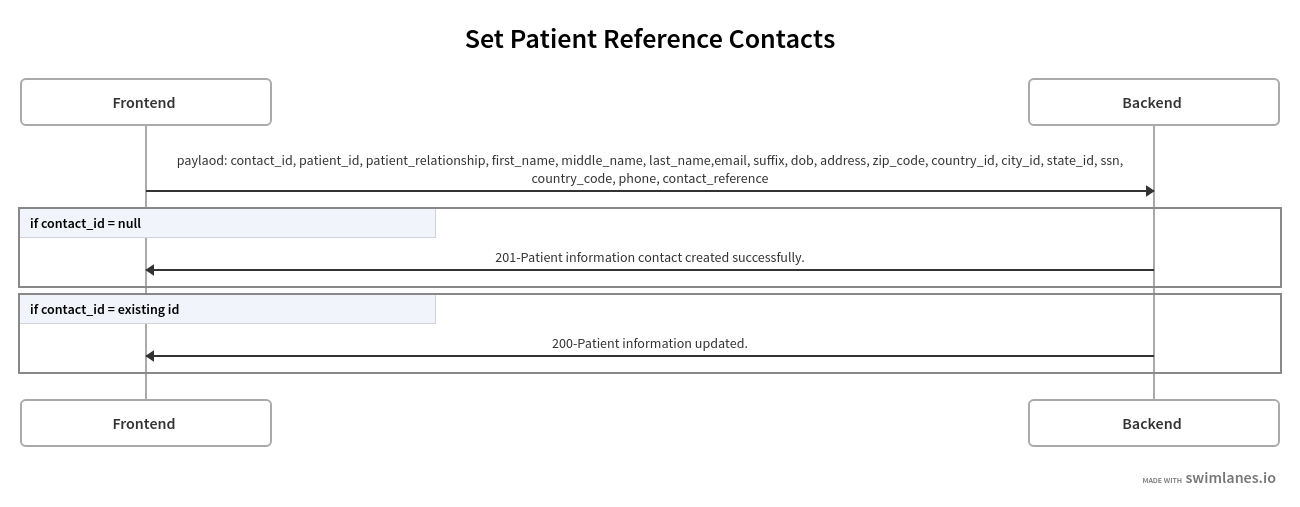 Set Patient Reference Contacts
Frontend
Backend
paylaod: contact_id, patient_id, patient_relationship, first_name, middle_name, last_name,email, suffix, dob, address, zip_code, country_id, city_id, state_id, ssn,
country_code, phone, contact_reference
if contact_id = null
201-Patient information contact created successfully.
if contact_id = existing id
200-Patient information updated.
Frontend
Backend
MADE WITH swimlanes.io